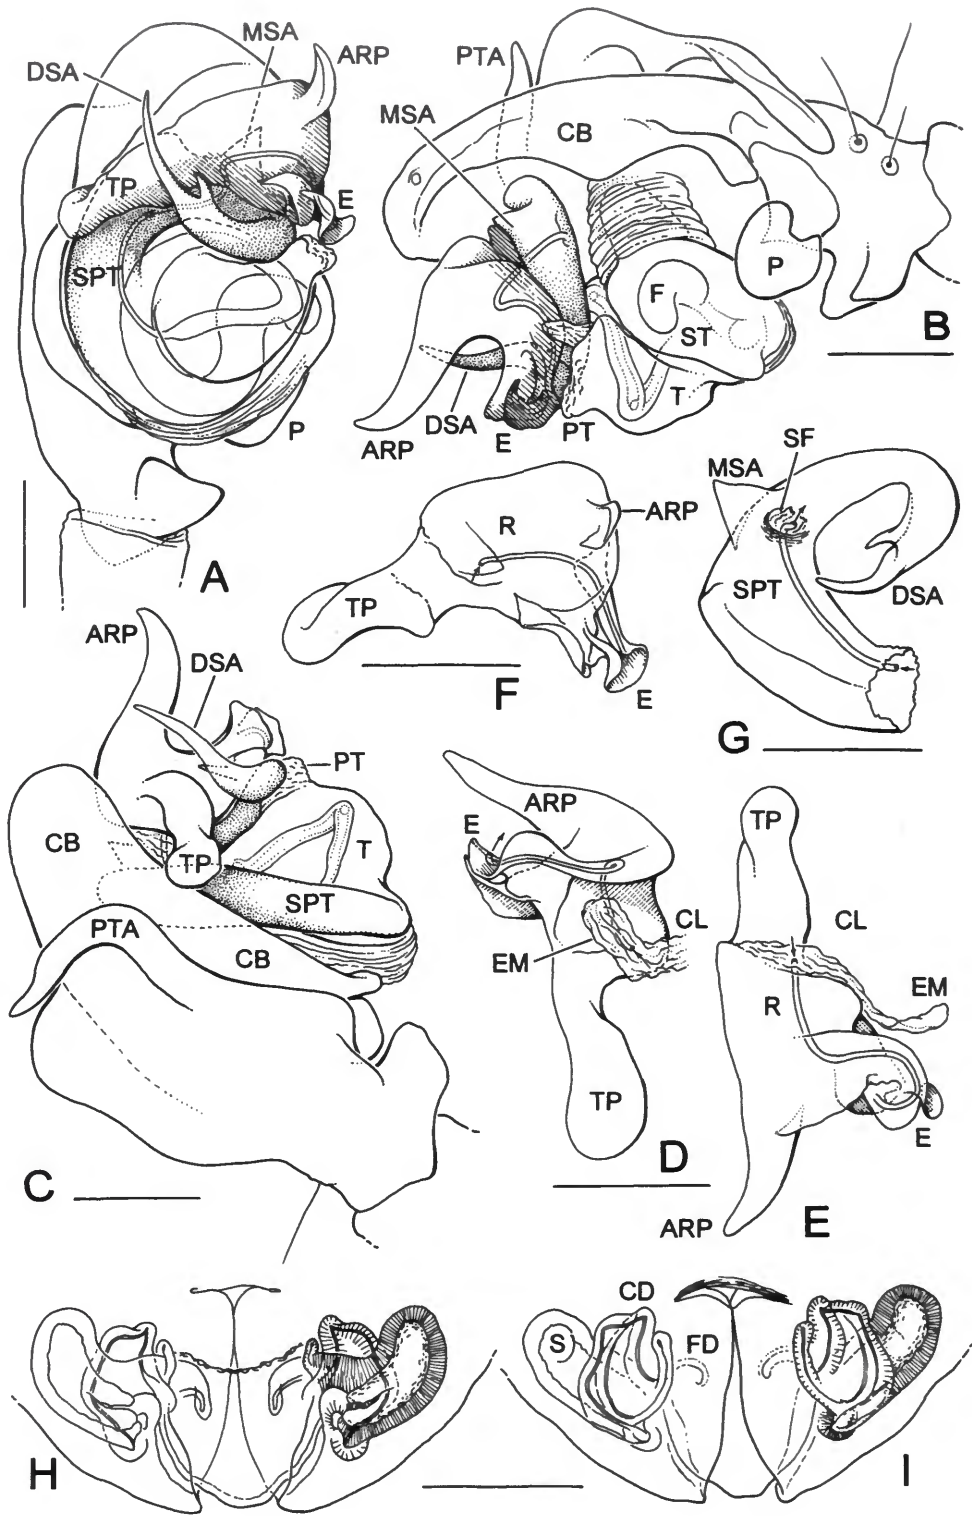 MSA
ARP
DSA
TP
E
SPT
P
A
PTA
MSA
CB
P
F
ST
B
DSA
T
ARP
E
PT
SF
MSA
ARP
R
SPT
DSA
TP
F
E
G
ARP
DSA
PT
CB
TP
T
SPT
PTA
CB
C
ARP
E
CL
EM
TP
D
TP
CL
EM
R
E
ARP
E
CD
S
FD
H
I